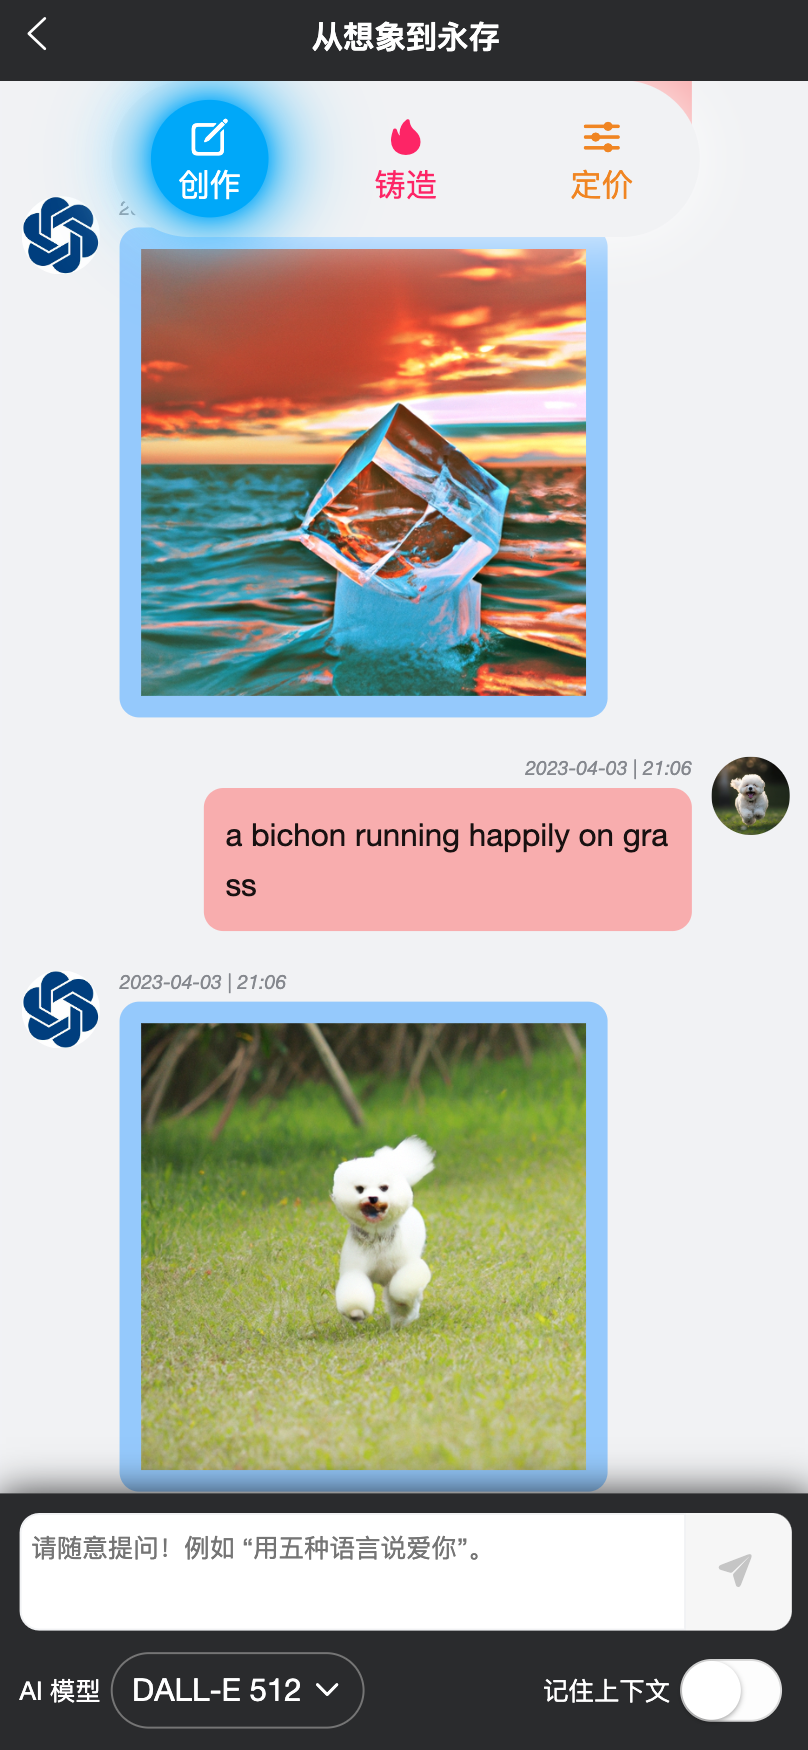 从想象到永存
创作
铸造
定价
2023-04-03 | 21:06
a bichon running happily on gra
ss
2023-04-03 | 21:06
请随意提问！例如 “用五种语言说爱你”。
AI 模型
DALL-E 512
记住上下文